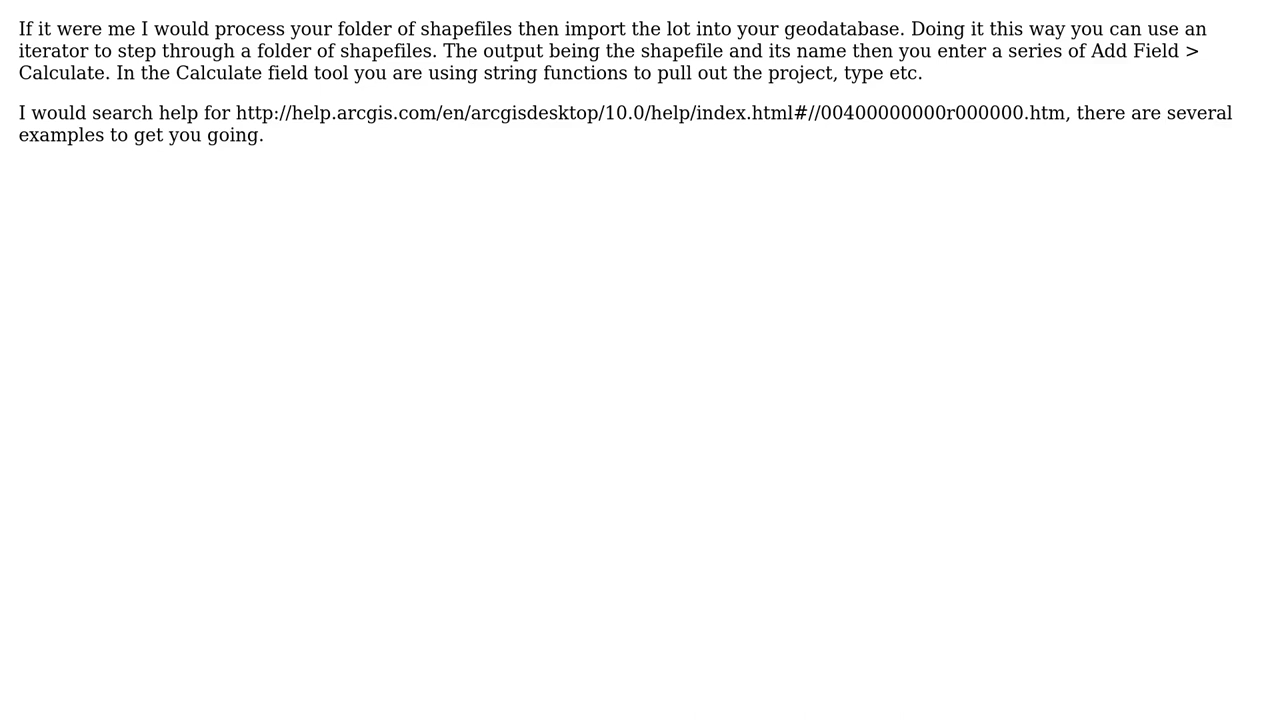 If it were me I would process your folder of shapefiles then import the lot into your geodatabase. Doing it this way you can use an
iterator to step through a folder of shapefiles. The output being the shapefile and its name then you enter a series of Add Field >
Calculate. In the Calculate field tool you are using string functions to pull out the project, type etc.
I would search help for http://help.arcgis.com/en/arcgisdesktop/10.0/help/index.html#//00400000000r000000.htm, there are several
examples to get you going.